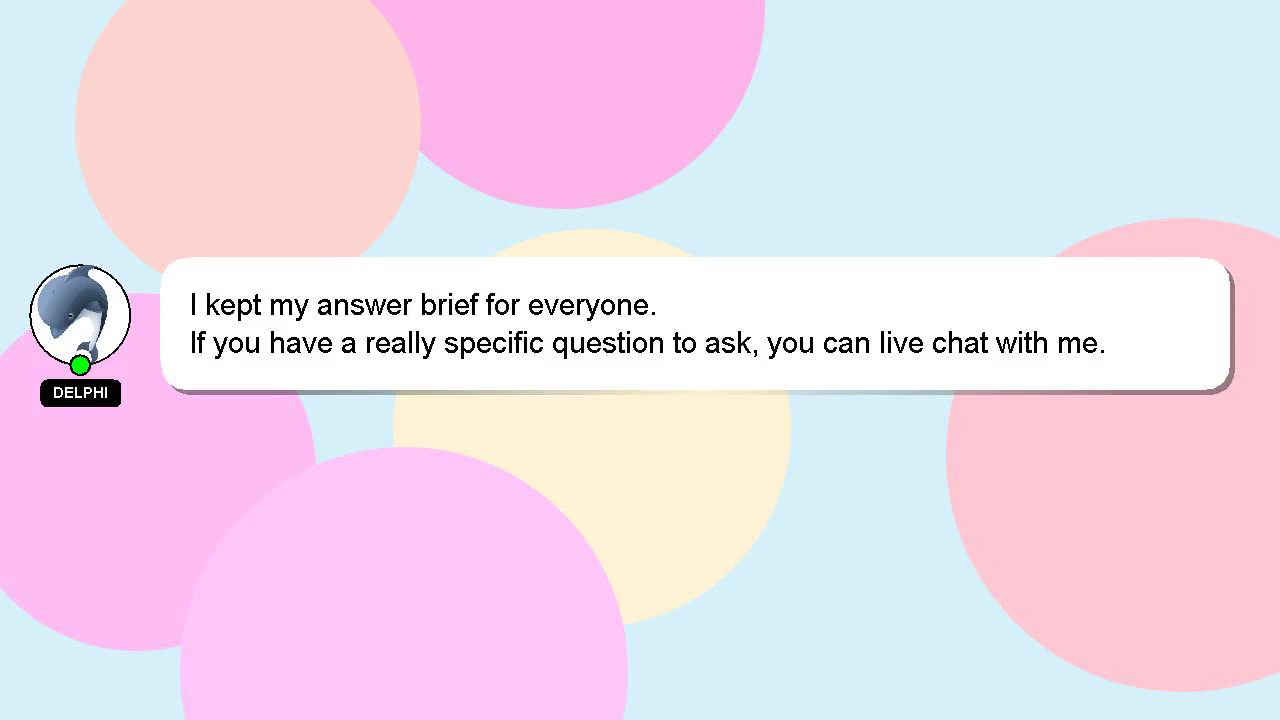 I kept my answer brief for everyone.
If you have a really specific question to ask, you can live chat with me.
DELPHI